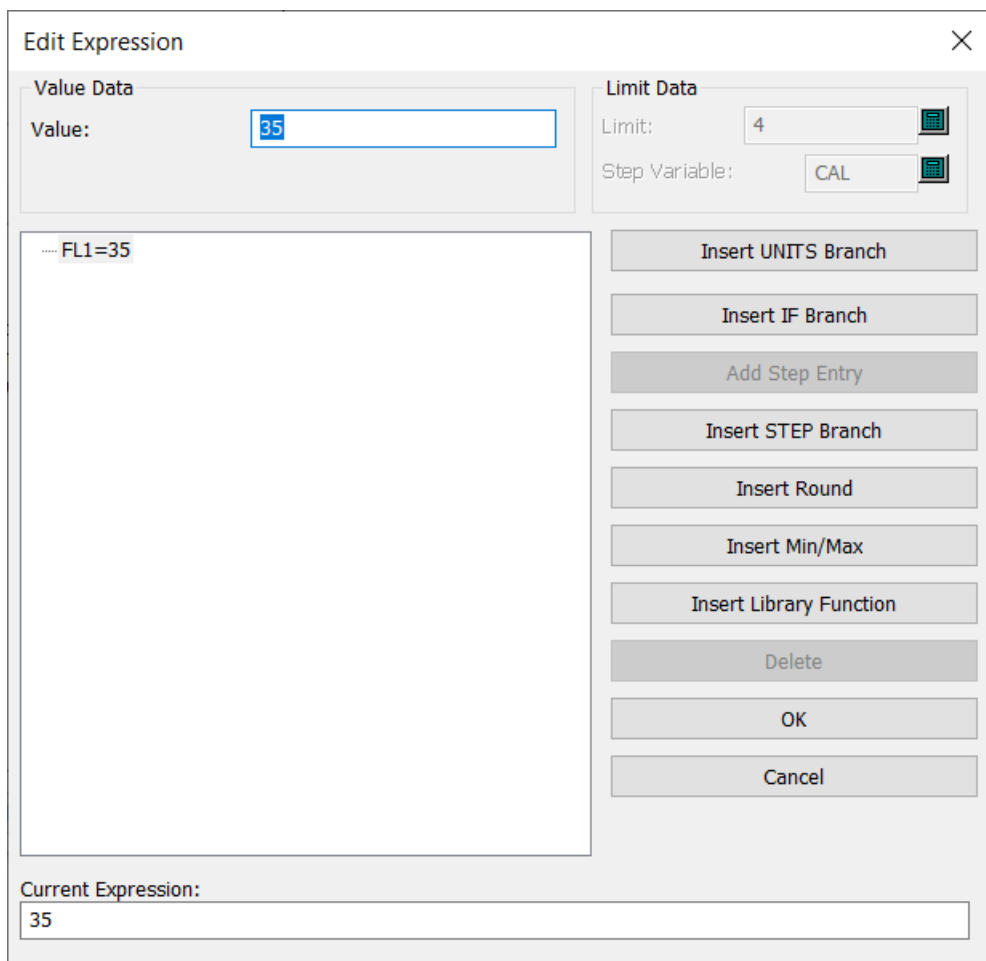 Edit Expression
Value Data
Value:
35
Limit Data
Limit:
4
Step Variable:
CAL
FL1=35
Insert UNITS Branch
Insert IF Branch
Add Step Entry
Insert STEP Branch
Insert Round
Insert Min/Max
Insert Library Function
Delete
OK
Cancel
Current Expression:
35